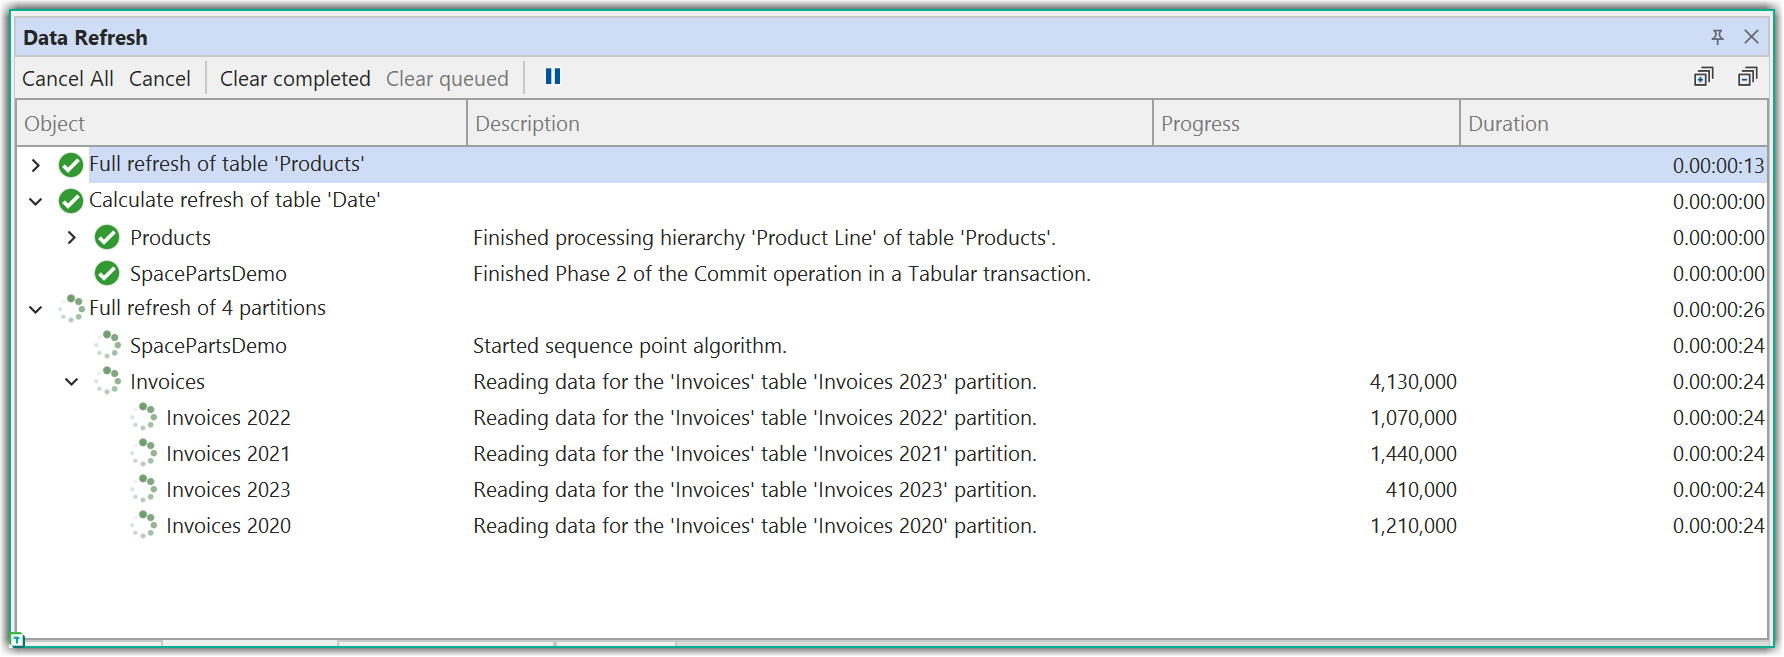 Data Refresh
Cancel All Cancel Clear completed Clear queued
Object Description Progress Duration
Full refresh of table 'Products' 0.00:00:13
Calculate refresh of table 'Date' 0.00:00:00
Products Finished processing hierarchy 'Product Line' of table 'Products'. 0.00:00:00
SpacePartsDemo Finished Phase 2 of the Commit operation in a Tabular transaction. 0.00:00:00
Full refresh of 4 partitions 0.00:00:26
SpacePartsDemo Started sequence point algorithm. 0.00:00:24
Invoices Reading data for the 'Invoices' table 'Invoices 2023' partition. 4,130,000 0.00:00:24
Invoices 2022 Reading data for the 'Invoices' table 'Invoices 2022' partition. 1,070,000 0.00:00:24
Invoices 2021 Reading data for the 'Invoices' table 'Invoices 2021' partition. 1,440,000 0.00:00:24
Invoices 2023 Reading data for the 'Invoices' table 'Invoices 2023' partition. 410,000 0.00:00:24
Invoices 2020 Reading data for the 'Invoices' table 'Invoices 2020' partition. 1,210,000 0.00:00:24